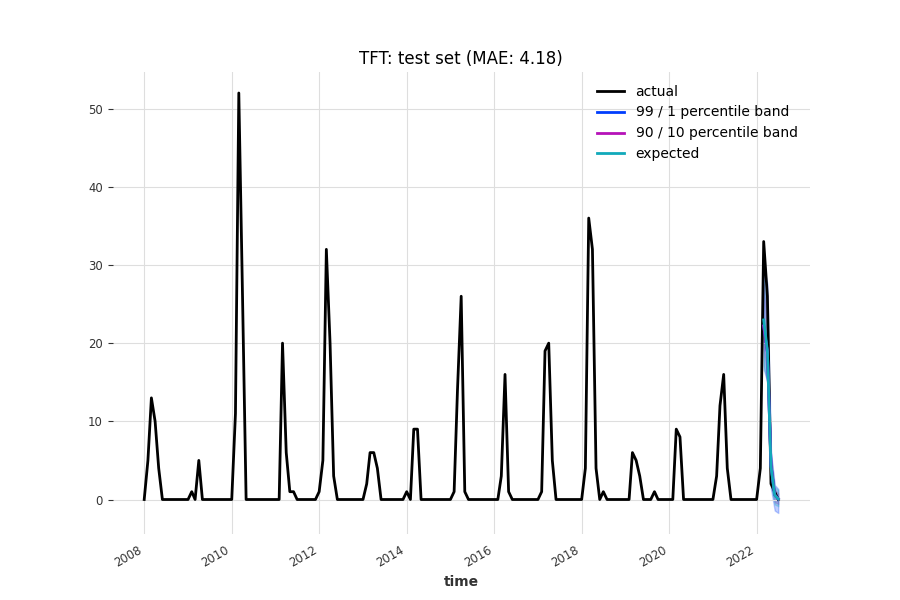 TFT: test set (MAE: 4.18)
actual
99 / 1 percentile band
90 / 10 percentile band
expected
50
40
30
20
10
0
2008 2010 2012 2014 2016 2018 2020 2022
time